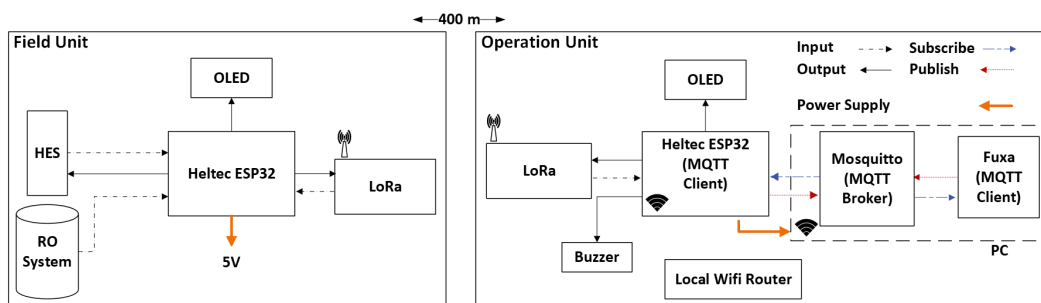 400 m
Field Unit
OLED
HES
Heltec ESP32
LoRa
RO
System
5V
Operation Unit
Input
Subscribe
Output
Publish
Power Supply
OLED
LoRa
Heltec ESP32
(MQTT
Client)
Mosquitto
(MQTT
Broker)
Fuxa
(MQTT
Client)
Buzzer
PC
Local Wifi Router